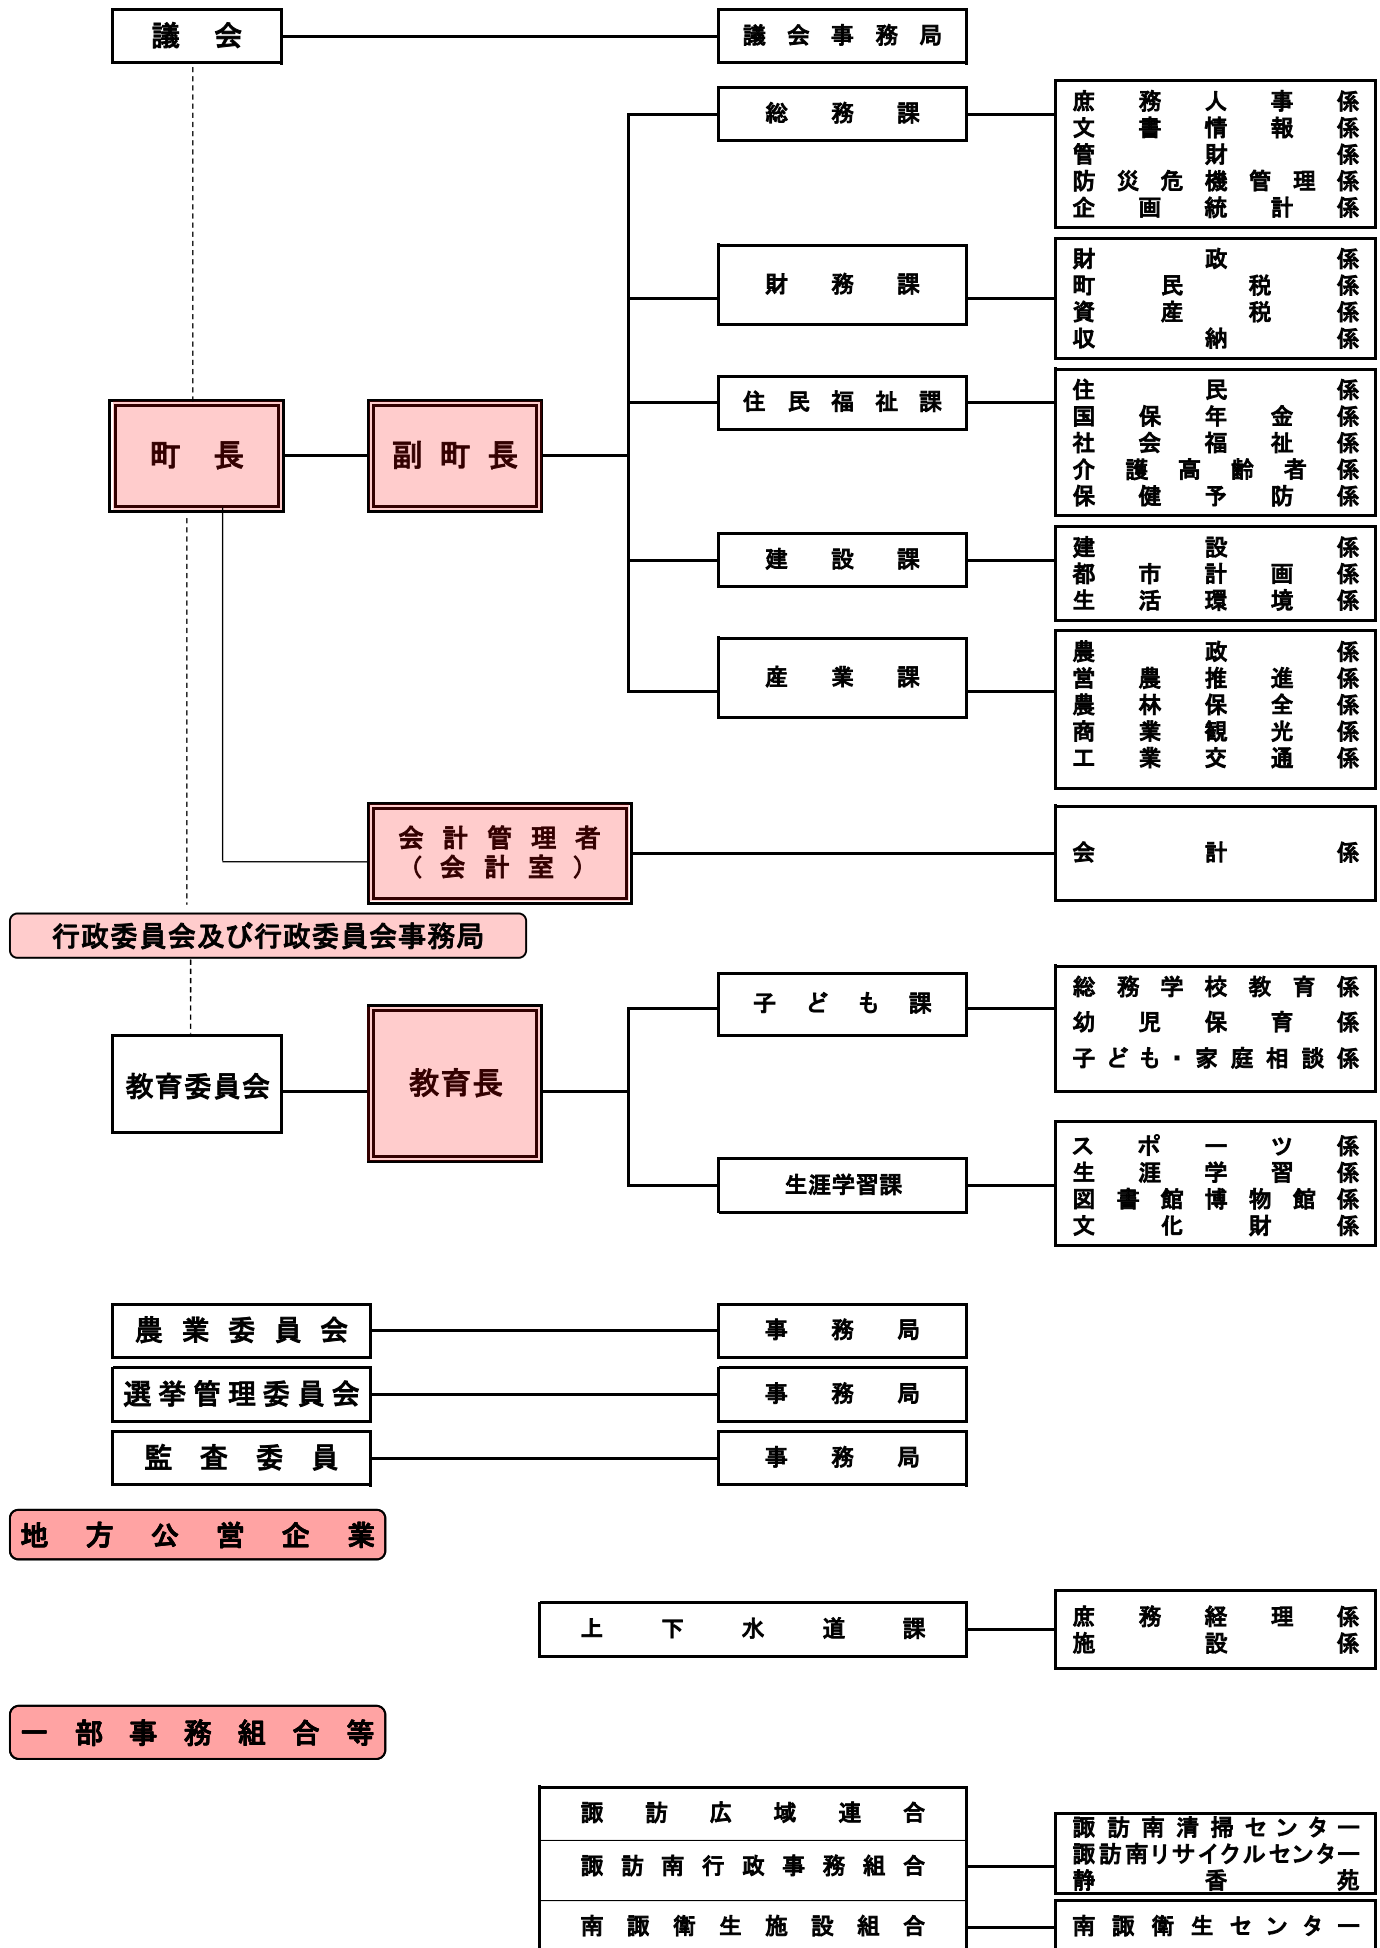 議会
議会事務局
総務課
庶務人事係
文書情報係
管財係
防災危機管理係
企画統計係
財務課
財政係
町民税係
資産税係
収納係
住民福祉課
住民係
国保年金係
社会福祉係
介護高齢者係
保健予防係
町長
副町長
建設課
建設係
都市計画係
生活環境係
産業課
農政係
営農推進係
農林保全係
商業観光係
工業交通係
会計管理者
(会計室)
会計係
行政委員会及び行政委員会事務局
子ども課
総務学校教育係
幼児保育係
子ども・家庭相談係
教育委員会
教育長
生涯学習課
スポーツ係
生涯学習係
図書館博物館係
文化財係
農業委員会
事務局
選挙管理委員会
事務局
監査委員
事務局
地方公営企業
上下水道課
庶務経理係
施設係
一部事務組合等
諏訪広域連合
諏訪南行政事務組合
諏訪南清掃センター
諏訪南リサイクルセンター
静香苑
南諏衛生施設組合
南諏衛生センター